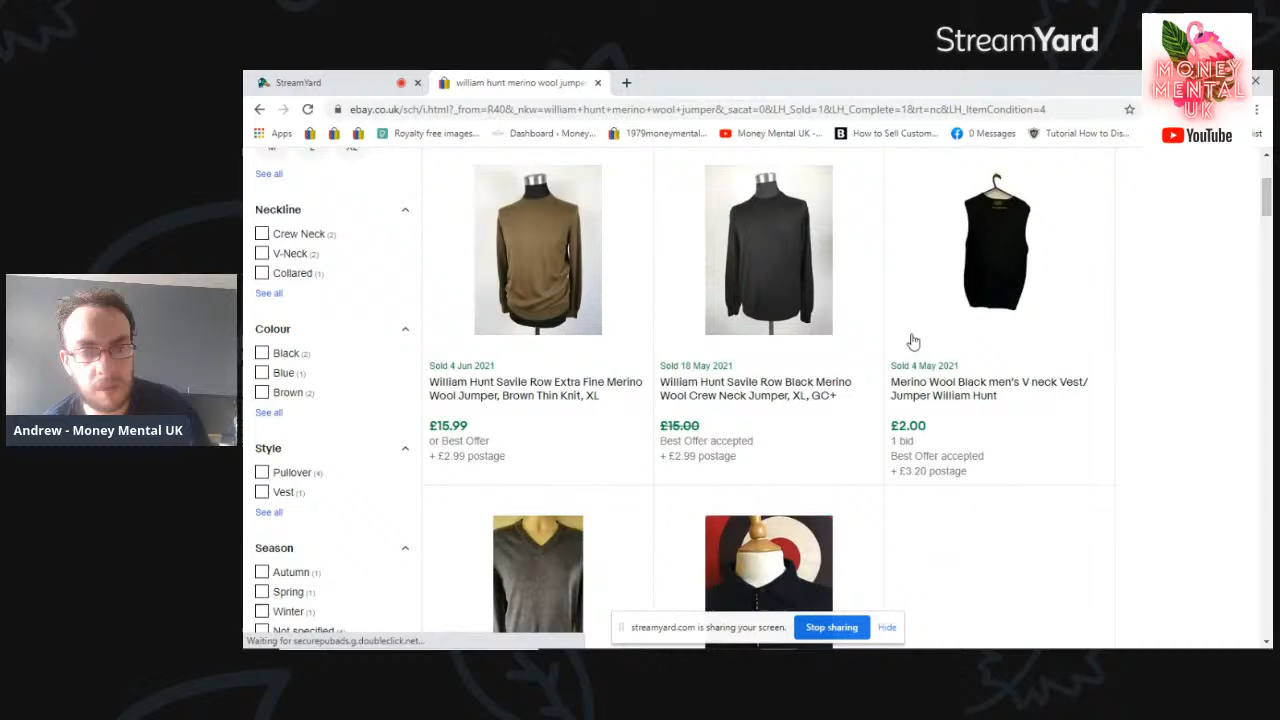 StreamYard
MONEY
MENTAL
UK
YouTube
StreamYard
william hunt merino wool jumpe
ebay.co.uk/sch/i.html?_from=R40&_nkw=william+hunt+merino+wool+jumper&_sacat=0&LH_Sold=1&LH_Complete=1&rt=nc&LH_ItemCondition=4
Apps
Royalty free images...
Dashboard ‹ Money...
1979moneymental...
Money Mental UK -...
How to Sell Custom...
0 Messages
Tutorial How to Dis...
list
M L XL
See all
Neckline
Crew Neck (2)
V-Neck (2)
Collared (1)
See all
Colour
Black (2)
Blue (1)
Brown (2)
See all
Style
Pullover (4)
Vest (1)
See all
Season
Autumn (1)
Spring (1)
Winter (1)
Not specified
Waiting for securepubads.g.doubleclick.net...
Sold 4 Jun 2021
William Hunt Savile Row Extra Fine Merino
Wool Jumper, Brown Thin Knit, XL
£15.99
or Best Offer
+ £2.99 postage
Sold 18 May 2021
William Hunt Savile Row Black Merino
Wool Crew Neck Jumper, XL, GC+
£15.00
Best Offer accepted
+ £2.99 postage
Sold 4 May 2021
Merino Wool Black men's V neck Vest/
Jumper William Hunt
£2.00
1 bid
Best Offer accepted
+ £3.20 postage
streamyard.com is sharing your screen.
Stop sharing
Hide
Andrew - Money Mental UK